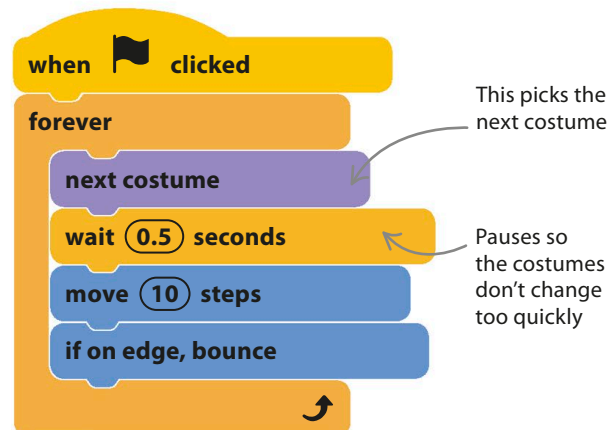 when clicked
forever
next costume
wait 0.5 seconds
move 10 steps
if on edge, bounce
This picks the
next costume
Pauses so
the costumes
don't change
too quickly